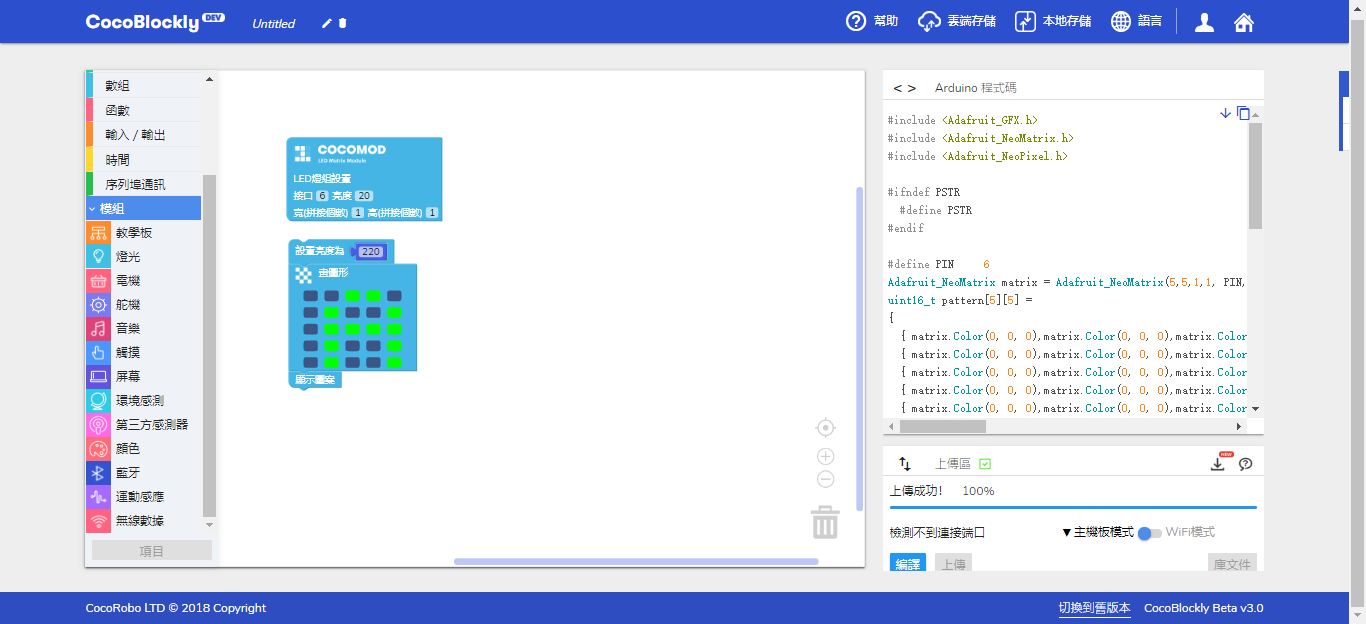 CocoBlockly DEV
Untitled
幫助
雲端存儲
本地存儲
語言
數組
函數
輸入 / 輸出
時間
序列埠通訊
模組
教學板
燈光
電機
舵機
音樂
觸摸
屏幕
環境感測
第三方感測器
顏色
藍牙
運動感應
無線數據
項目
COCOMOD
LED Matrix Module
LED燈組設置
接口 6 亮度 20
寬(拼接個數) 1 高(拼接個數) 1
設置亮度為 220
畫圖形
顯示圖案
< > Arduino 程式碼
#include <Adafruit_GFX.h>
#include <Adafruit_NeoMatrix.h>
#include <Adafruit_NeoPixel.h>
#ifndef PSTR
#define PSTR
#endif
#define PIN 6
Adafruit_NeoMatrix matrix = Adafruit_NeoMatrix(5,5,1,1, PIN,
uint16_t pattern[5][5] =
{
{ matrix.Color(0, 0, 0),matrix.Color(0, 0, 0),matrix.Color
{ matrix.Color(0, 0, 0),matrix.Color(0, 0, 0),matrix.Color
{ matrix.Color(0, 0, 0),matrix.Color(0, 0, 0),matrix.Color
{ matrix.Color(0, 0, 0),matrix.Color(0, 0, 0),matrix.Color
{ matrix.Color(0, 0, 0),matrix.Color(0, 0, 0),matrix.Color
上傳區
NEW
上傳成功! 100%
檢測不到連接端口
▼主機板模式 WiFi模式
編譯 上傳 庫文件
CocoRobo LTD © 2018 Copyright
切換到舊版本 CocoBlockly Beta v3.0